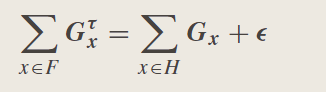 ∑_{x∈F} G_x^τ = ∑_{x∈H} G_x + ϵ